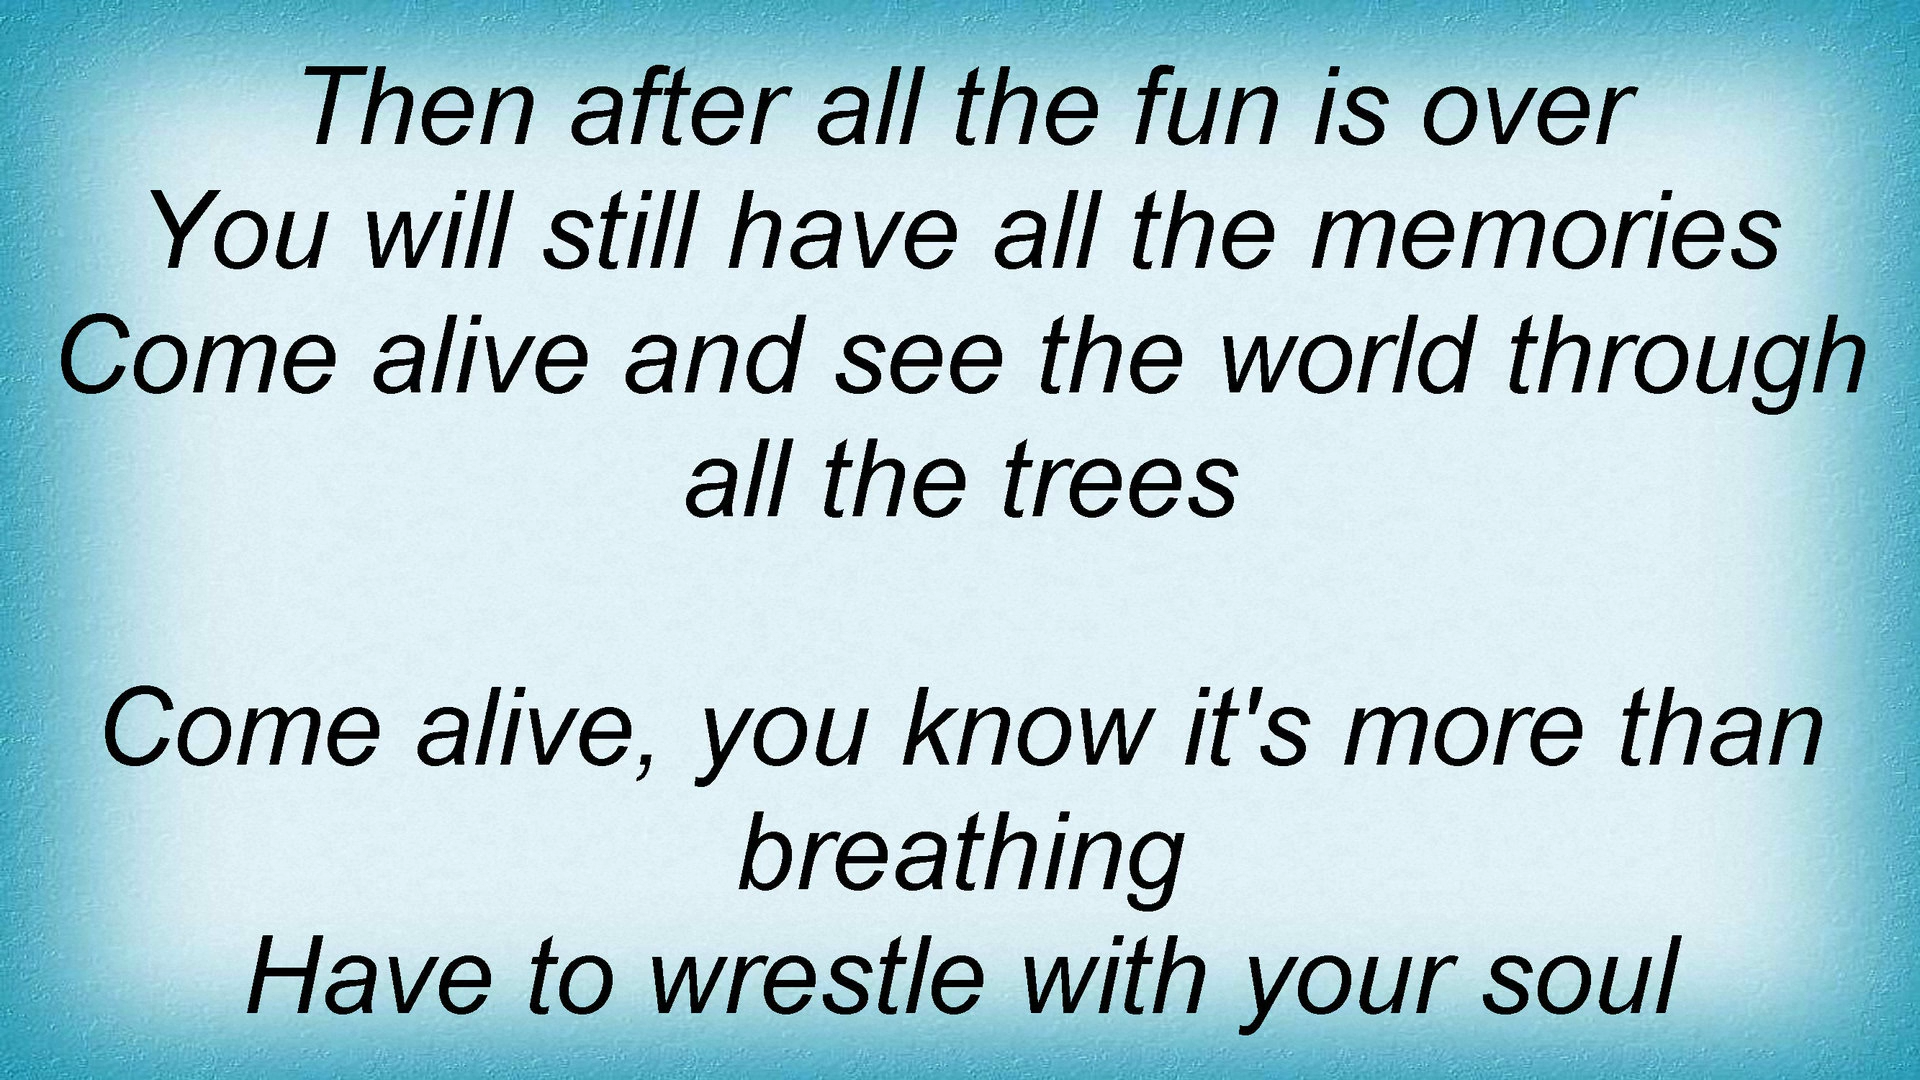 Then after all the fun is over
You will still have all the memories
Come alive and see the world through
all the trees

Come alive, you know it's more than
breathing
Have to wrestle with your soul